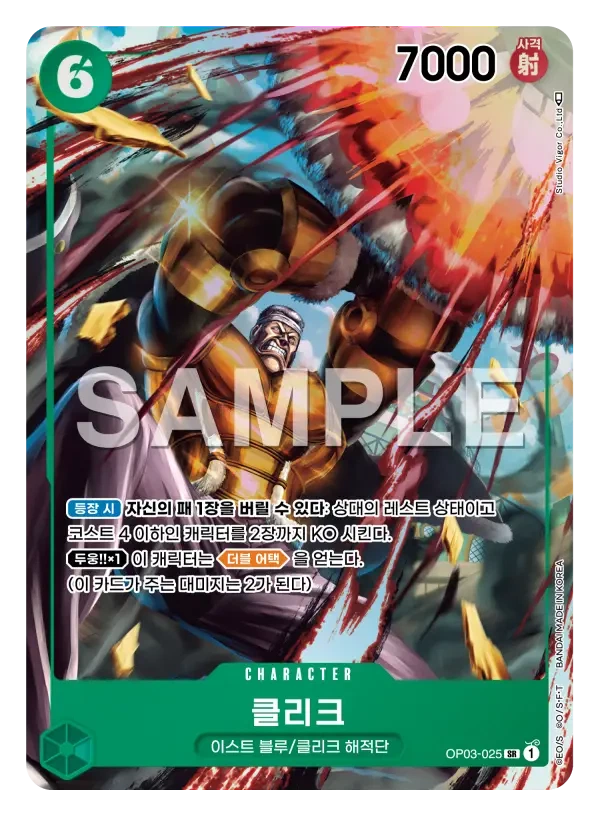 6
7000
사격
射
Studio Vigor Co.,Ltd
SAMPLE
등장 시 자신의 패 1장을 버릴 수 있다: 상대의 레스트 상태이고
코스트 4 이하인 캐릭터를 2장까지 KO 시킨다.
두웅!!×1 이 캐릭터는 더블 어택 을 얻는다.
(이 카드가 주는 대미지는 2가 된다)
CHARACTER
클리크
이스트 블루/클리크 해적단
OP03-025 SR 1
©EO/S ©O/S·F·T BANDAI MADE IN KOREA